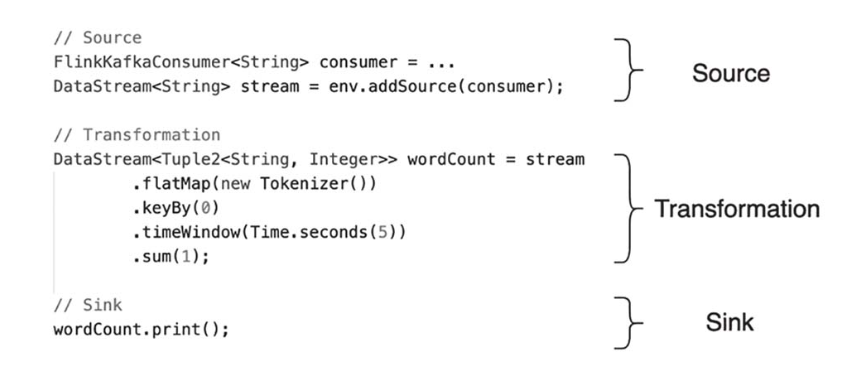 // Source
FlinkKafkaConsumer<String> consumer = ...
DataStream<String> stream = env.addSource(consumer);
Source
// Transformation
DataStream<Tuple2<String, Integer>> wordCount = stream
.flatMap(new Tokenizer())
.keyBy(0)
.timeWindow(Time.seconds(5))
.sum(1);
Transformation
// Sink
wordCount.print();
Sink